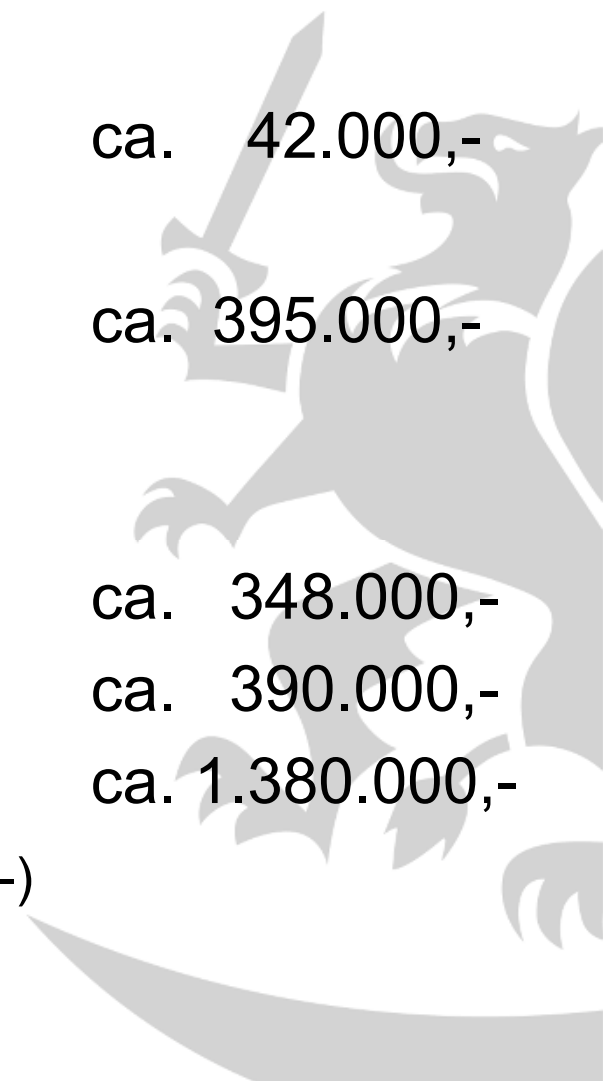 ca. 42.000,-
ca. 395.000,-
ca. 348.000,-
ca. 390.000,-
ca. 1.380.000,-
-)